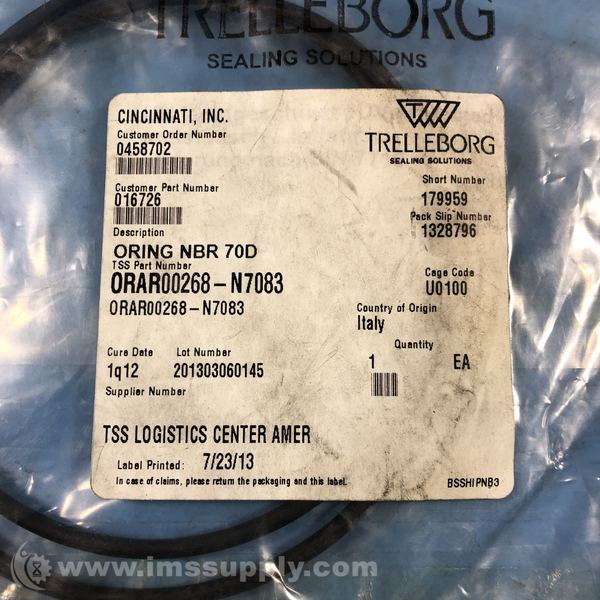 TRELLEBORG
SEALING SOLUTIONS
CINCINNATI, INC.
Customer Order Number
0458702
TRELLEBORG
SEALING SOLUTIONS
Customer Part Number
016726
Short Number
179959
Pack Slip Number
1328796
Description
ORING NBR 70D
TSS Part Number
ORAR00268-N7083
ORAR00268-N7083
Cage Code
U0100
Country of Origin
Italy
Cure Date Lot Number
1q12 201303060145
Quantity
1 EA
Supplier Number
TSS LOGISTICS CENTER AMER
Label Printed: 7/23/13
In case of claims, please return the packaging and this label.
BSSHIPNB3
© www.imssupply.com